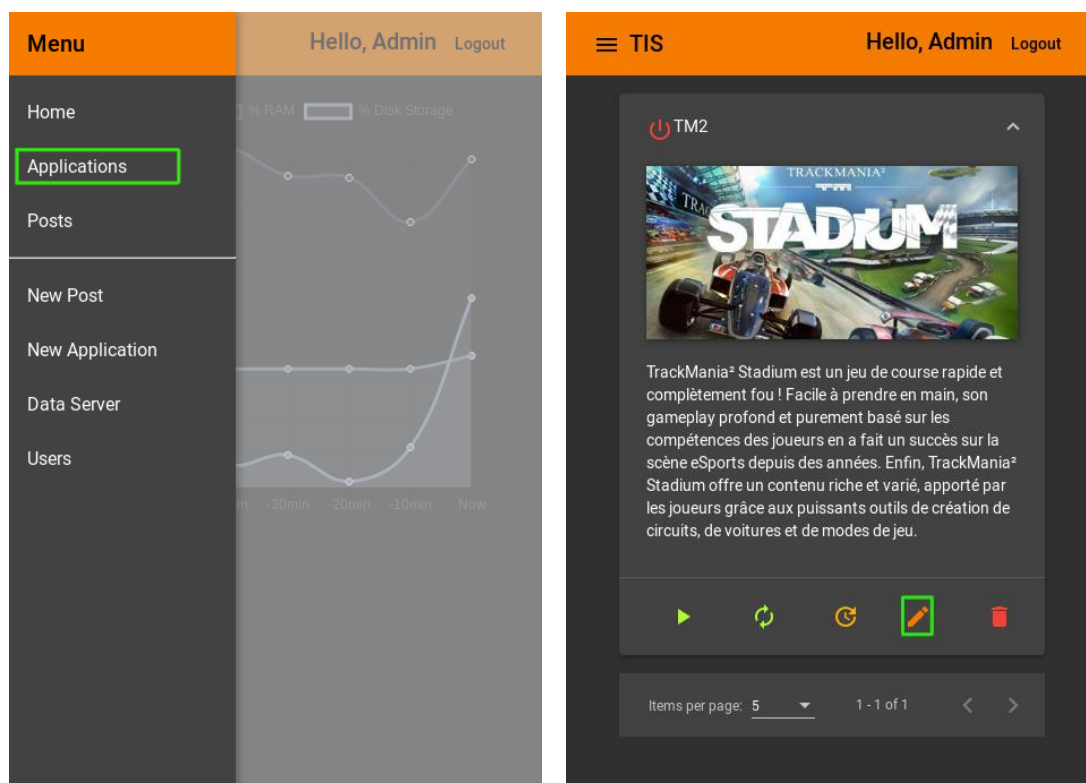 Menu
Hello, Admin Logout
% RAM % Disk Storage
Home
Applications
Posts
New Post
New Application
Data Server
Users
-30min -20min -10min Now
TIS
Hello, Admin Logout
TM2
TRACKMANIA²
STADIUM
TrackMania² Stadium est un jeu de course rapide et
complètement fou ! Facile à prendre en main, son
gameplay profond et purement basé sur les
compétences des joueurs en a fait un succès sur la
scène eSports depuis des années. Enfin, TrackMania²
Stadium offre un contenu riche et varié, apporté par
les joueurs grâce aux puissants outils de création de
circuits, de voitures et de modes de jeu.
Items per page: 5 1 - 1 of 1